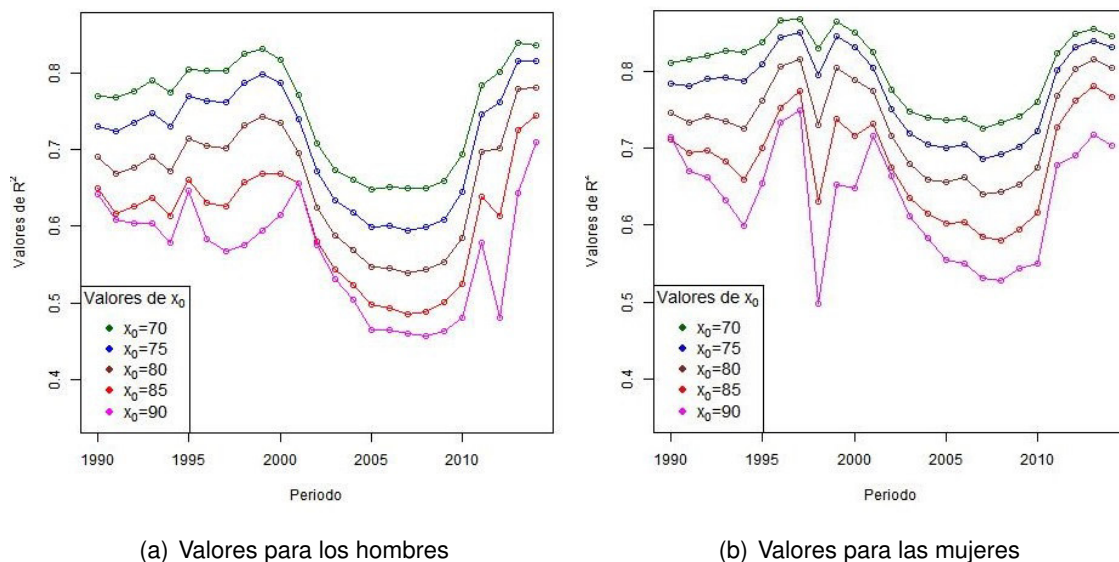 Valores de R²
0.8
0.7
0.6
0.5
0.4
Valores de x₀
x₀=70
x₀=75
x₀=80
x₀=85
x₀=90
1990
1995
2000
2005
2010
Periodo
(a) Valores para los hombres
Valores de R²
0.8
0.7
0.6
0.5
0.4
Valores de x₀
x₀=70
x₀=75
x₀=80
x₀=85
x₀=90
1990
1995
2000
2005
2010
Periodo
(b) Valores para las mujeres